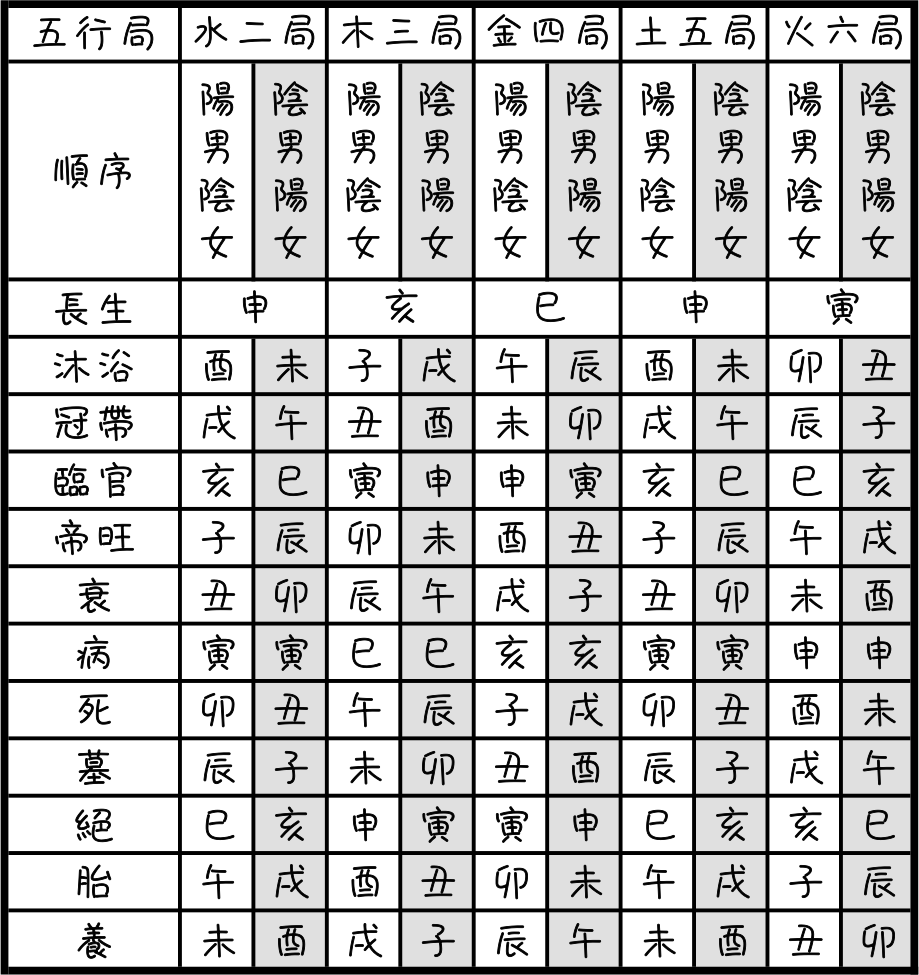 五行局 水二局 木三局 金四局 土五局 火六局
順序 陽男陰女 陰男陽女 陽男陰女 陰男陽女 陽男陰女 陰男陽女 陽男陰女 陰男陽女 陽男陰女 陰男陽女
長生 申 亥 巳 申 寅
沐浴 酉 未 子 戌 午 辰 酉 未 卯 丑
冠帶 戌 午 丑 酉 未 卯 戌 午 辰 子
臨官 亥 巳 寅 申 申 寅 亥 巳 巳 亥
帝旺 子 辰 卯 未 酉 丑 子 辰 午 戌
衰 丑 卯 辰 午 戌 子 丑 卯 未 酉
病 寅 寅 巳 巳 亥 亥 寅 寅 申 申
死 卯 丑 午 辰 子 戌 卯 丑 酉 未
墓 辰 子 未 卯 丑 酉 辰 子 戌 午
絕 巳 亥 申 寅 寅 申 巳 亥 亥 巳
胎 午 戌 酉 丑 卯 未 午 戌 子 辰
養 未 酉 戌 子 辰 午 未 酉 丑 卯